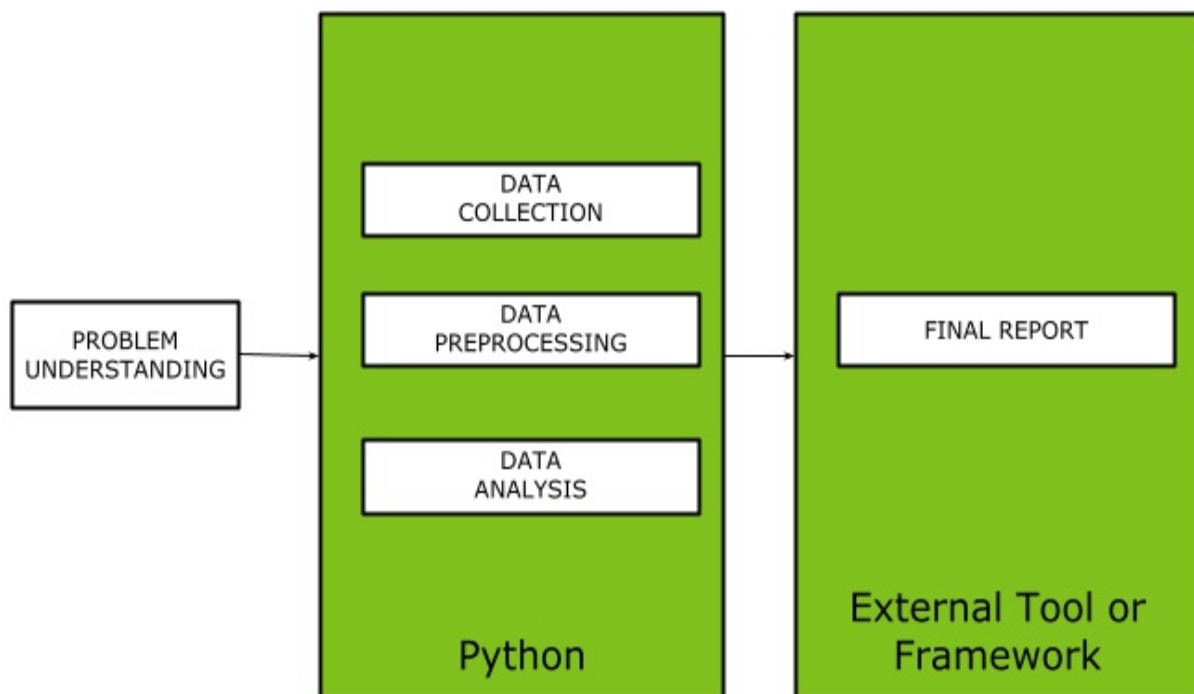 PROBLEM
UNDERSTANDING
DATA
COLLECTION
DATA
PREPROCESSING
DATA
ANALYSIS
Python
FINAL REPORT
External Tool or
Framework